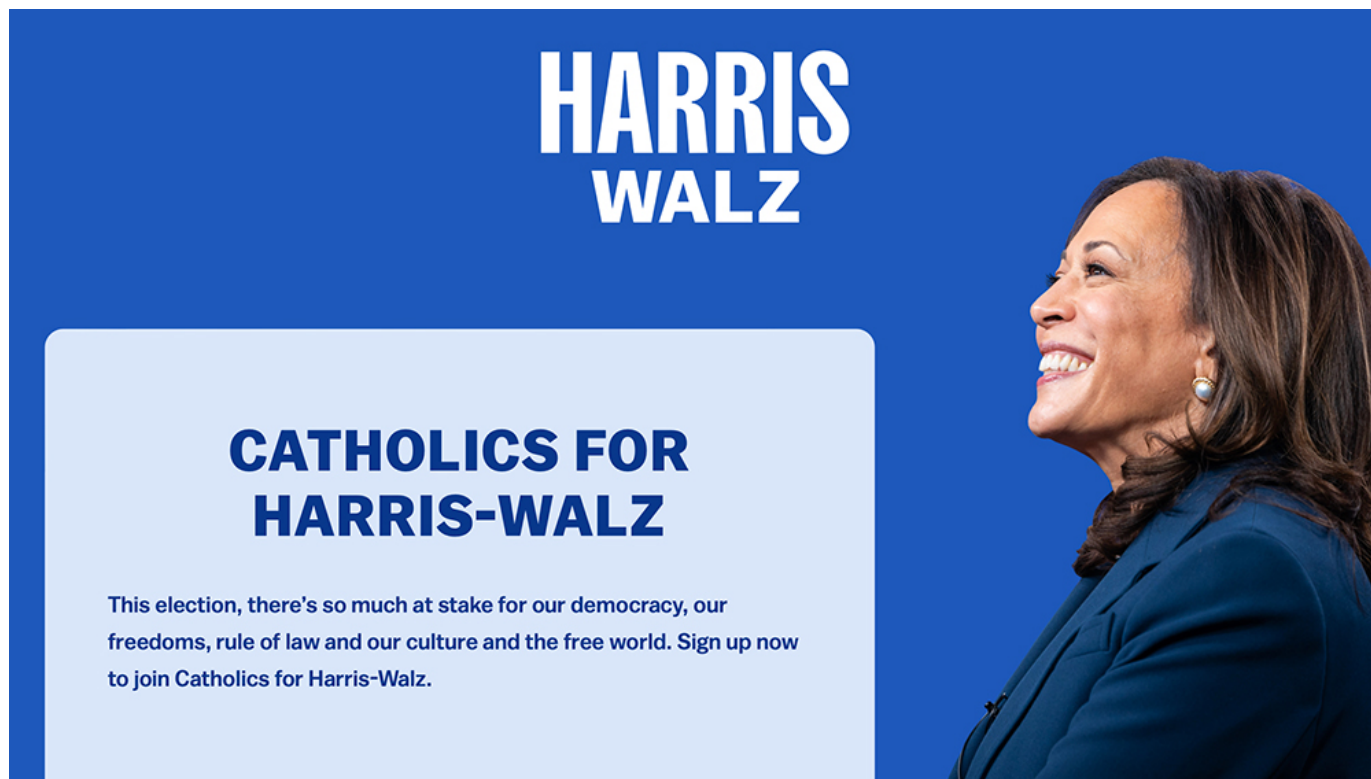 HARRIS
WALZ
CATHOLICS FOR
HARRIS-WALZ
This election, there’s so much at stake for our democracy, our
freedoms, rule of law and our culture and the free world. Sign up now
to join Catholics for Harris-Walz.